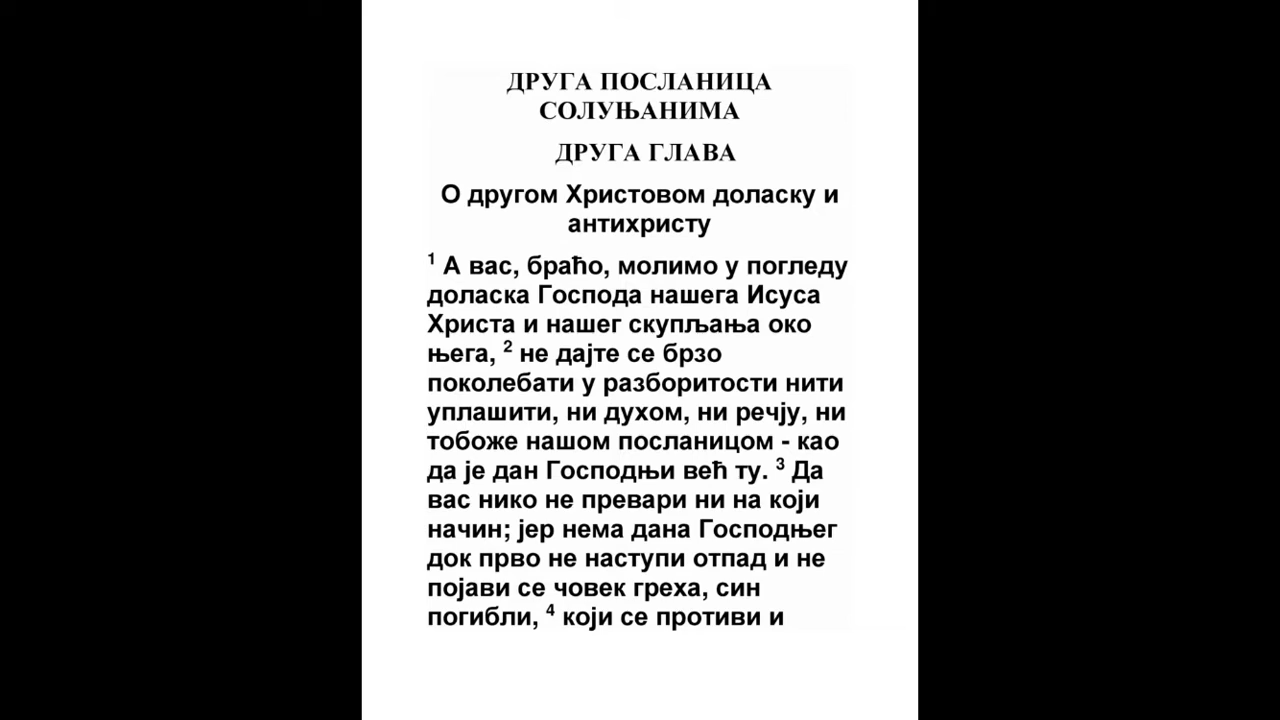 ДРУГА ПОСЛАНИЦА
СОЛУЊАНИМА
ДРУГА ГЛАВА
О другом Христовом доласку и
антихристу
¹ А вас, браћо, молимо у погледу
доласка Господа нашега Исуса
Христа и нашег скупљања око
њега, ² не дајте се брзо
поколебати у разборитости нити
уплашити, ни духом, ни речју, ни
тобоже нашом посланицом - као
да је дан Господњи већ ту. ³ Да
вас нико не превари ни на који
начин; јер нема дана Господњег
док прво не наступи отпад и не
појави се човек греха, син
погибли, ⁴ који се противи и